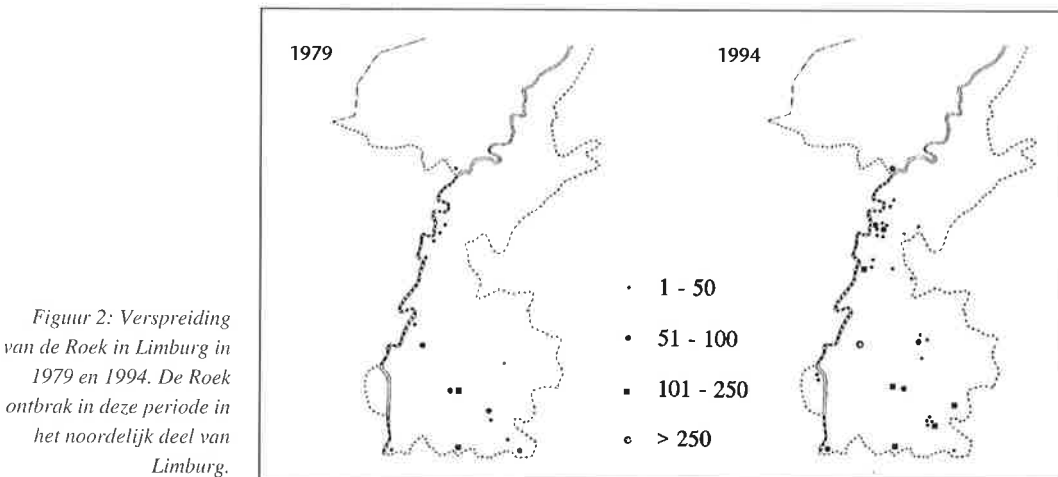 Figuur 2: Verspreiding
van de Roek in Limburg in
1979 en 1994. De Roek
ontbrak in deze periode in
het noordelijk deel van
Limburg.
1979
1994
1 - 50
51 - 100
101 - 250
> 250